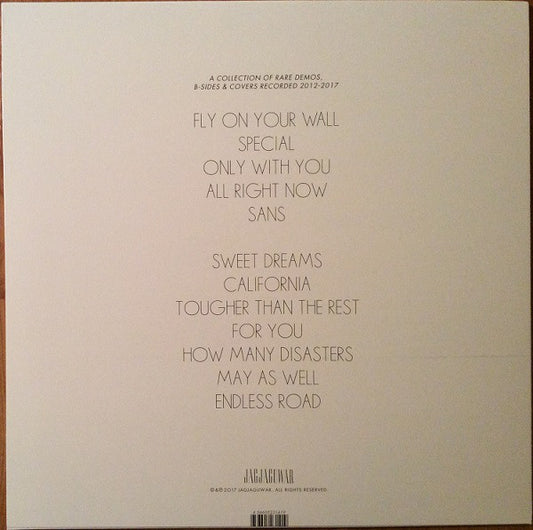 A COLLECTION OF RARE DEMOS,
B-SIDES & COVERS RECORDED 2012-2017
FLY ON YOUR WALL
SPECIAL
ONLY WITH YOU
ALL RIGHT NOW
SANS
SWEET DREAMS
CALIFORNIA
TOUGHER THAN THE REST
FOR YOU
HOW MANY DISASTERS
MAY AS WELL
ENDLESS ROAD
JAGJAGUWAR
©&℗ 2017 JAGJAGUWAR. ALL RIGHTS RESERVED.